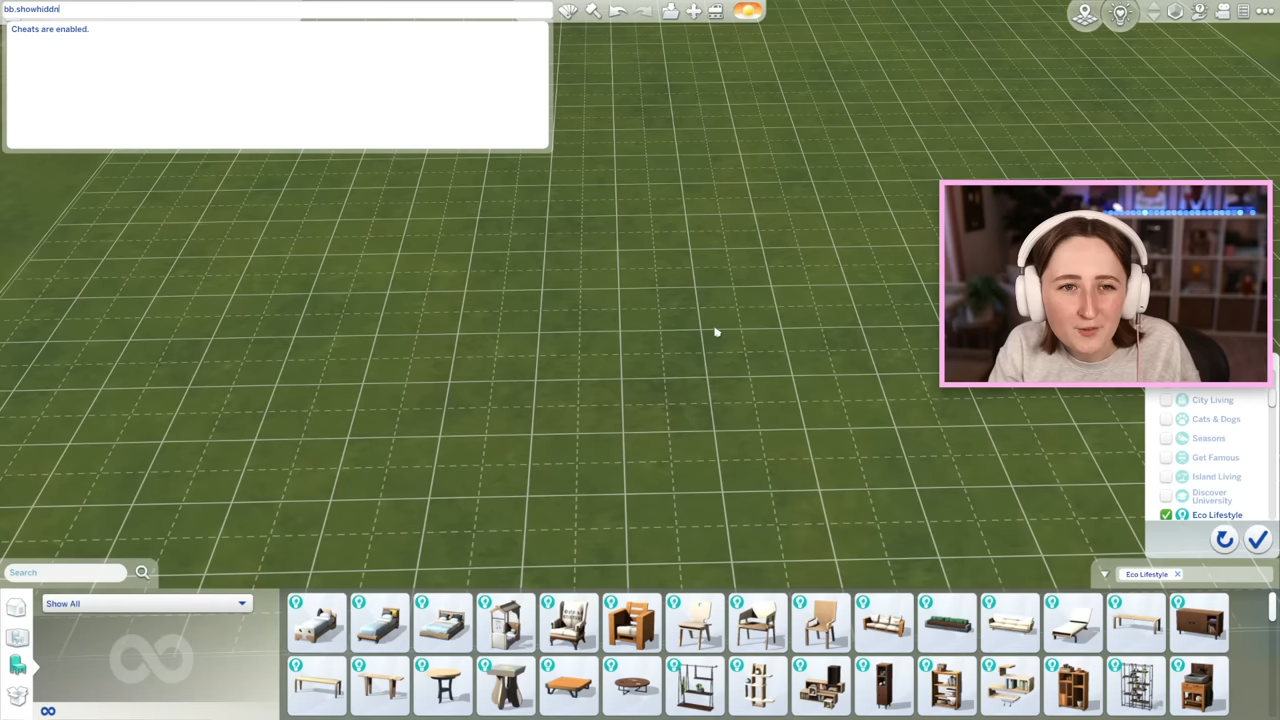 bb.showhiddn
Cheats are enabled.
City Living
Cats & Dogs
Seasons
Get Famous
Island Living
Discover
University
Eco Lifestyle
Search
Eco Lifestyle
Show All